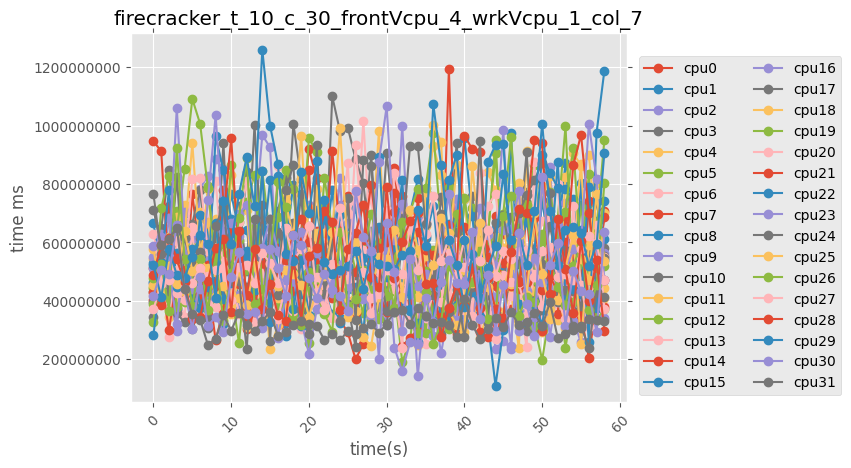 firecracker_t_10_c_30_frontVcpu_4_wrkVcpu_1_col_7
time ms
1200000000
1000000000
800000000
600000000
400000000
200000000
0
10
20
30
40
50
60
time(s)
cpu0
cpu1
cpu2
cpu3
cpu4
cpu5
cpu6
cpu7
cpu8
cpu9
cpu10
cpu11
cpu12
cpu13
cpu14
cpu15
cpu16
cpu17
cpu18
cpu19
cpu20
cpu21
cpu22
cpu23
cpu24
cpu25
cpu26
cpu27
cpu28
cpu29
cpu30
cpu31